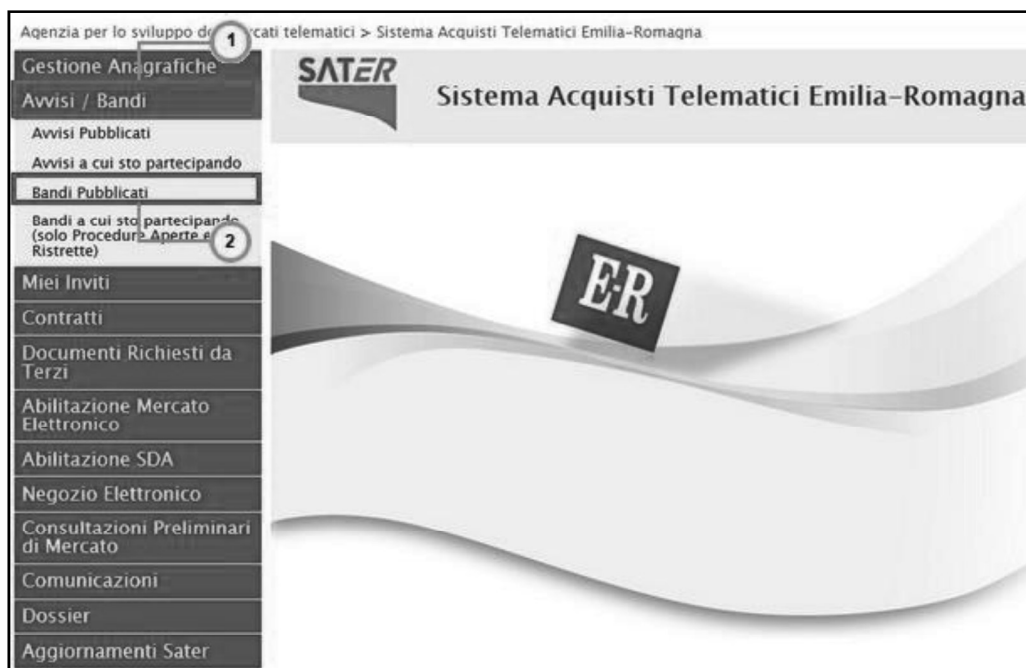 Agenzia per lo sviluppo de cati telematici > Sistema Acquisti Telematici Emilia-Romagna
1
Gestione Anagrafiche
Avvisi / Bandi
Avvisi Pubblicati
Avvisi a cui sto partecipando
Bandi Pubblicati
Bandi a cui sto partecipando
(solo Procedure Aperte e
Ristrette)
2
Miei Inviti
Contratti
Documenti Richiesti da
Terzi
Abilitazione Mercato
Elettronico
Abilitazione SDA
Negozio Elettronico
Consultazioni Preliminari
di Mercato
Comunicazioni
Dossier
Aggiornamenti Sater
SATER
Sistema Acquisti Telematici Emilia-Romagna
E-R